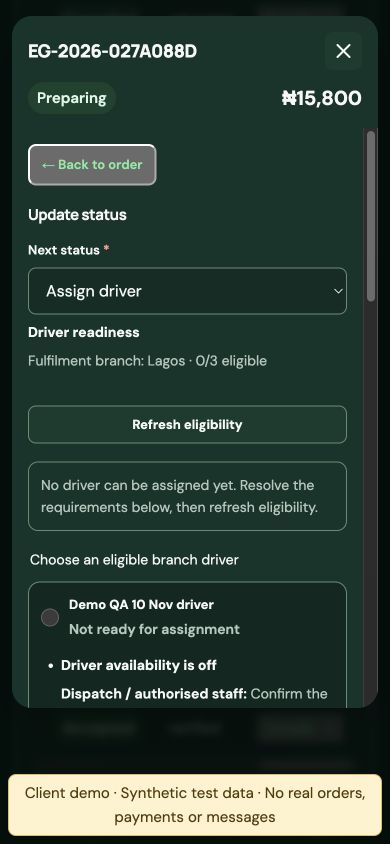 EG-2026-027A088D
Preparing
₦15,800
← Back to order
Update status
Next status *
Assign driver
Driver readiness
Fulfilment branch: Lagos · 0/3 eligible
Refresh eligibility
No driver can be assigned yet. Resolve the
requirements below, then refresh eligibility.
Choose an eligible branch driver
Demo QA 10 Nov driver
Not ready for assignment
• Driver availability is off
Dispatch / authorised staff: Confirm the
Client demo · Synthetic test data · No real orders,
payments or messages